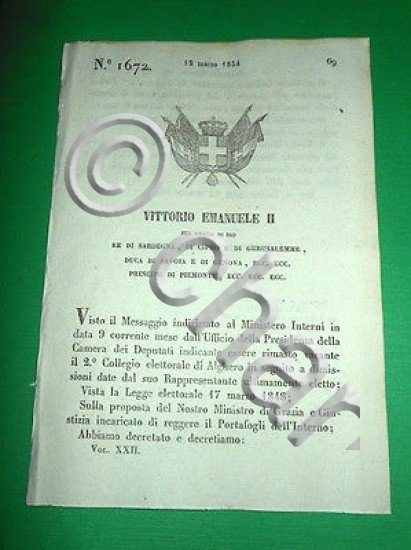 N.° 1672.
12 marzo 1854
69
VITTORIO EMANUELE II
PER GRAZIA DI DIO
RE DI SARDEGNA, DI CIPRO E DI GERUSALEMME,
DUCA DI SAVOIA E DI GENOVA, ECC. ECC.
PRINCIPE DI PIEMONTE, ECC. ECC. ECC.
Visto il Messaggio indirizzato al Ministero Interni in
data 9 corrente mese dall'Uffizio della Presidenza della
Camera dei Deputati indicante essere rimasto vacante
il 2.° Collegio elettorale di Alghero in seguito a dimis-
sioni date dal suo Rappresentante ultimamente eletto;
Vista la Legge elettorale 17 marzo 1848;
Sulla proposta del Nostro Ministro di Grazia e Giu-
stizia incaricato di reggere il Portafogli dell'Interno;
Abbiamo decretato e decretiamo:
Vol. XXII.
©
chan